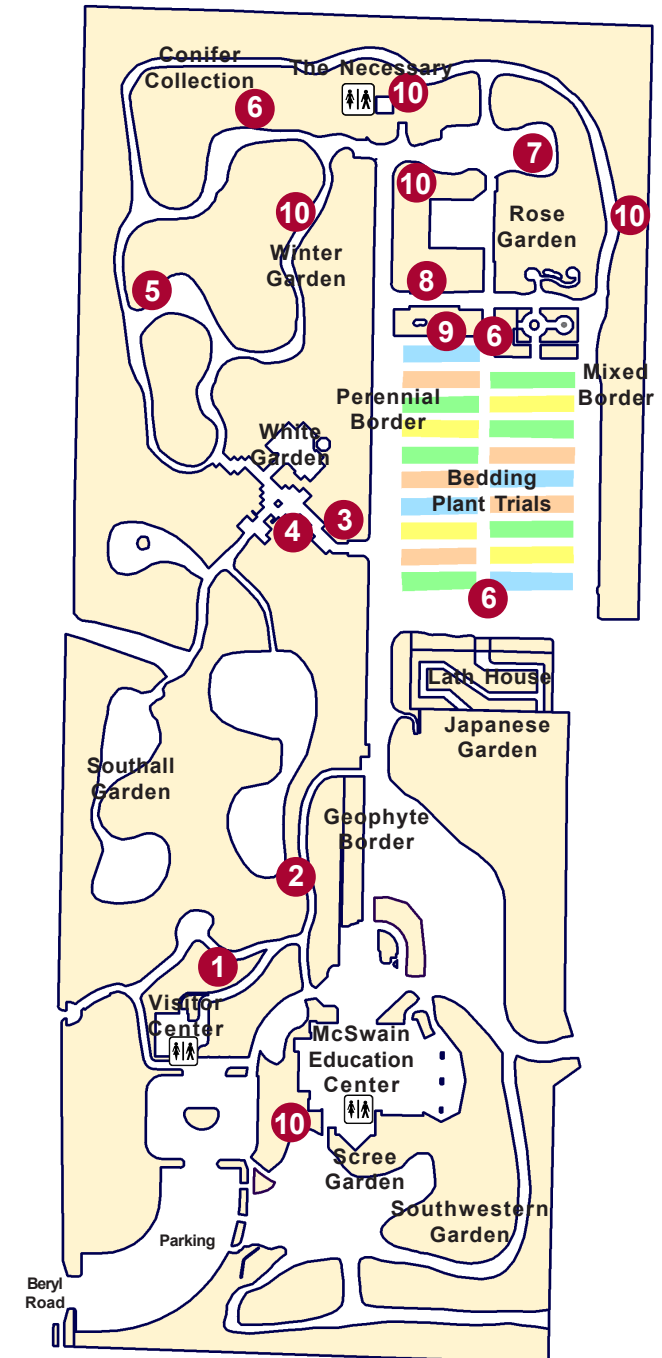 Conifer
Collection
The Necessary
10
6
7
10
10
Winter
Garden
Rose
Garden
10
5
8
9
6
Mixed
Border
Perennial
Border
White
Garden
Bedding
Plant Trials
3
4
6
Lath House
Japanese
Garden
Southall
Garden
Geophyte
Border
2
1
Visitor
Center
McSwain
Education
Center
10
Scree
Garden
Southwestern
Garden
Parking
Beryl
Road